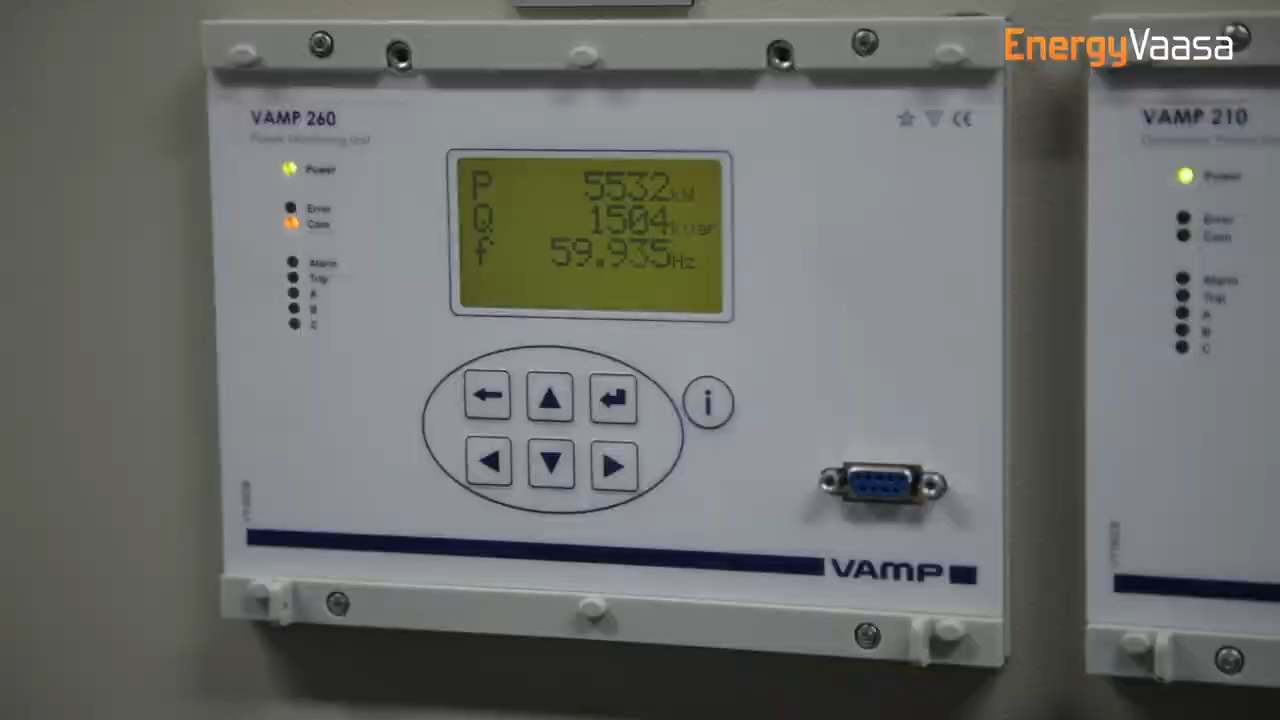 EnergyVaasa
VAMP 260
Power Monitoring Unit
Power
Error
Com
Alarm
Trip
A
B
C
P 5532kW
Q 1504kvar
f 59.935Hz
i
VAMP
VAMP 210
Power
Error
Com
Alarm
Trip
A
B
C